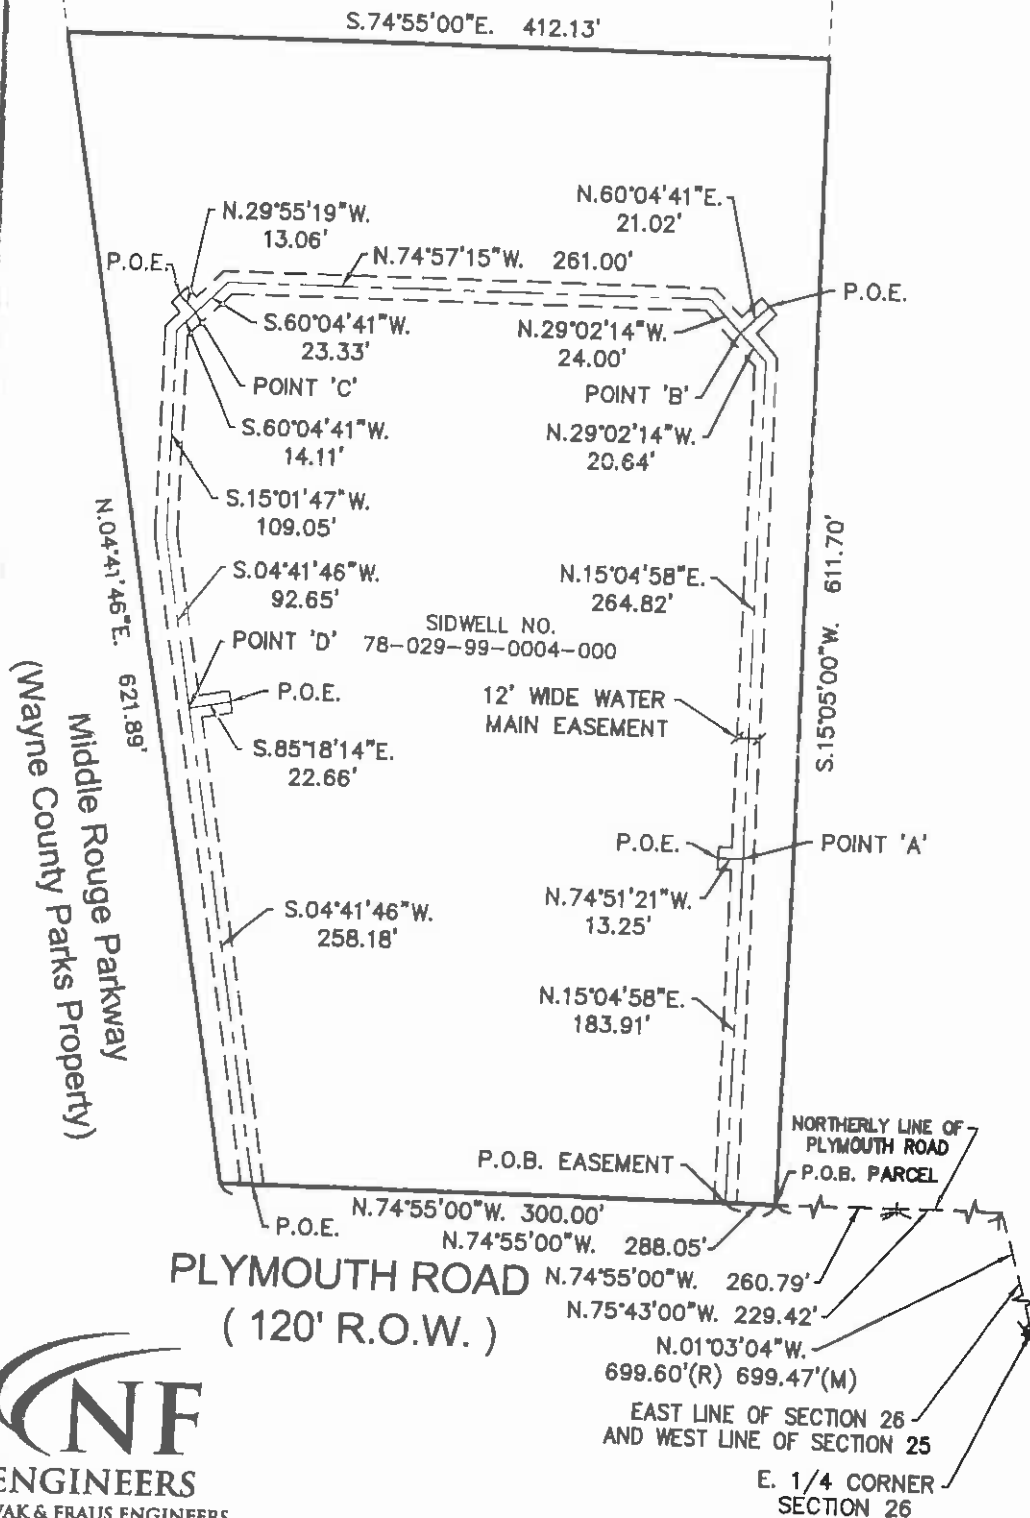 S.74°55'00"E. 412.13'
N.60°04'41"E.
21.02'
N.29°55'19"W.
13.06'
P.O.E.
N.74°57'15"W. 261.00'
P.O.E.
S.60°04'41"W.
23.33'
N.29°02'14"W.
24.00'
POINT 'C'
POINT 'B'
S.60°04'41"W.
14.11'
N.29°02'14"W.
20.64'
S.15°01'47"W.
109.05'
N.04°41'46"E. 621.89'
S.15°05'00"W. 611.70'
S.04°41'46"W.
92.65'
N.15°04'58"E.
264.82'
SIDWELL NO.
78-029-99-0004-000
POINT 'D'
P.O.E.
12' WIDE WATER
MAIN EASEMENT
S.85°18'14"E.
22.66'
Middle Rouge Parkway
(Wayne County Parks Property)
P.O.E.
POINT 'A'
N.74°51'21"W.
13.25'
S.04°41'46"W.
258.18'
N.15°04'58"E.
183.91'
NORTHERLY LINE OF
PLYMOUTH ROAD
P.O.B. EASEMENT
P.O.B. PARCEL
N.74°55'00"W. 300.00'
P.O.E.
N.74°55'00"W. 288.05'
PLYMOUTH ROAD
( 120' R.O.W. )
N.74°55'00"W. 260.79'
N.75°43'00"W. 229.42'
N.01°03'04"W.
699.60'(R) 699.47'(M)
EAST LINE OF SECTION 26
AND WEST LINE OF SECTION 25
E. 1/4 CORNER
SECTION 26
NF
ENGINEERS
& FRAUS ENGINEERS